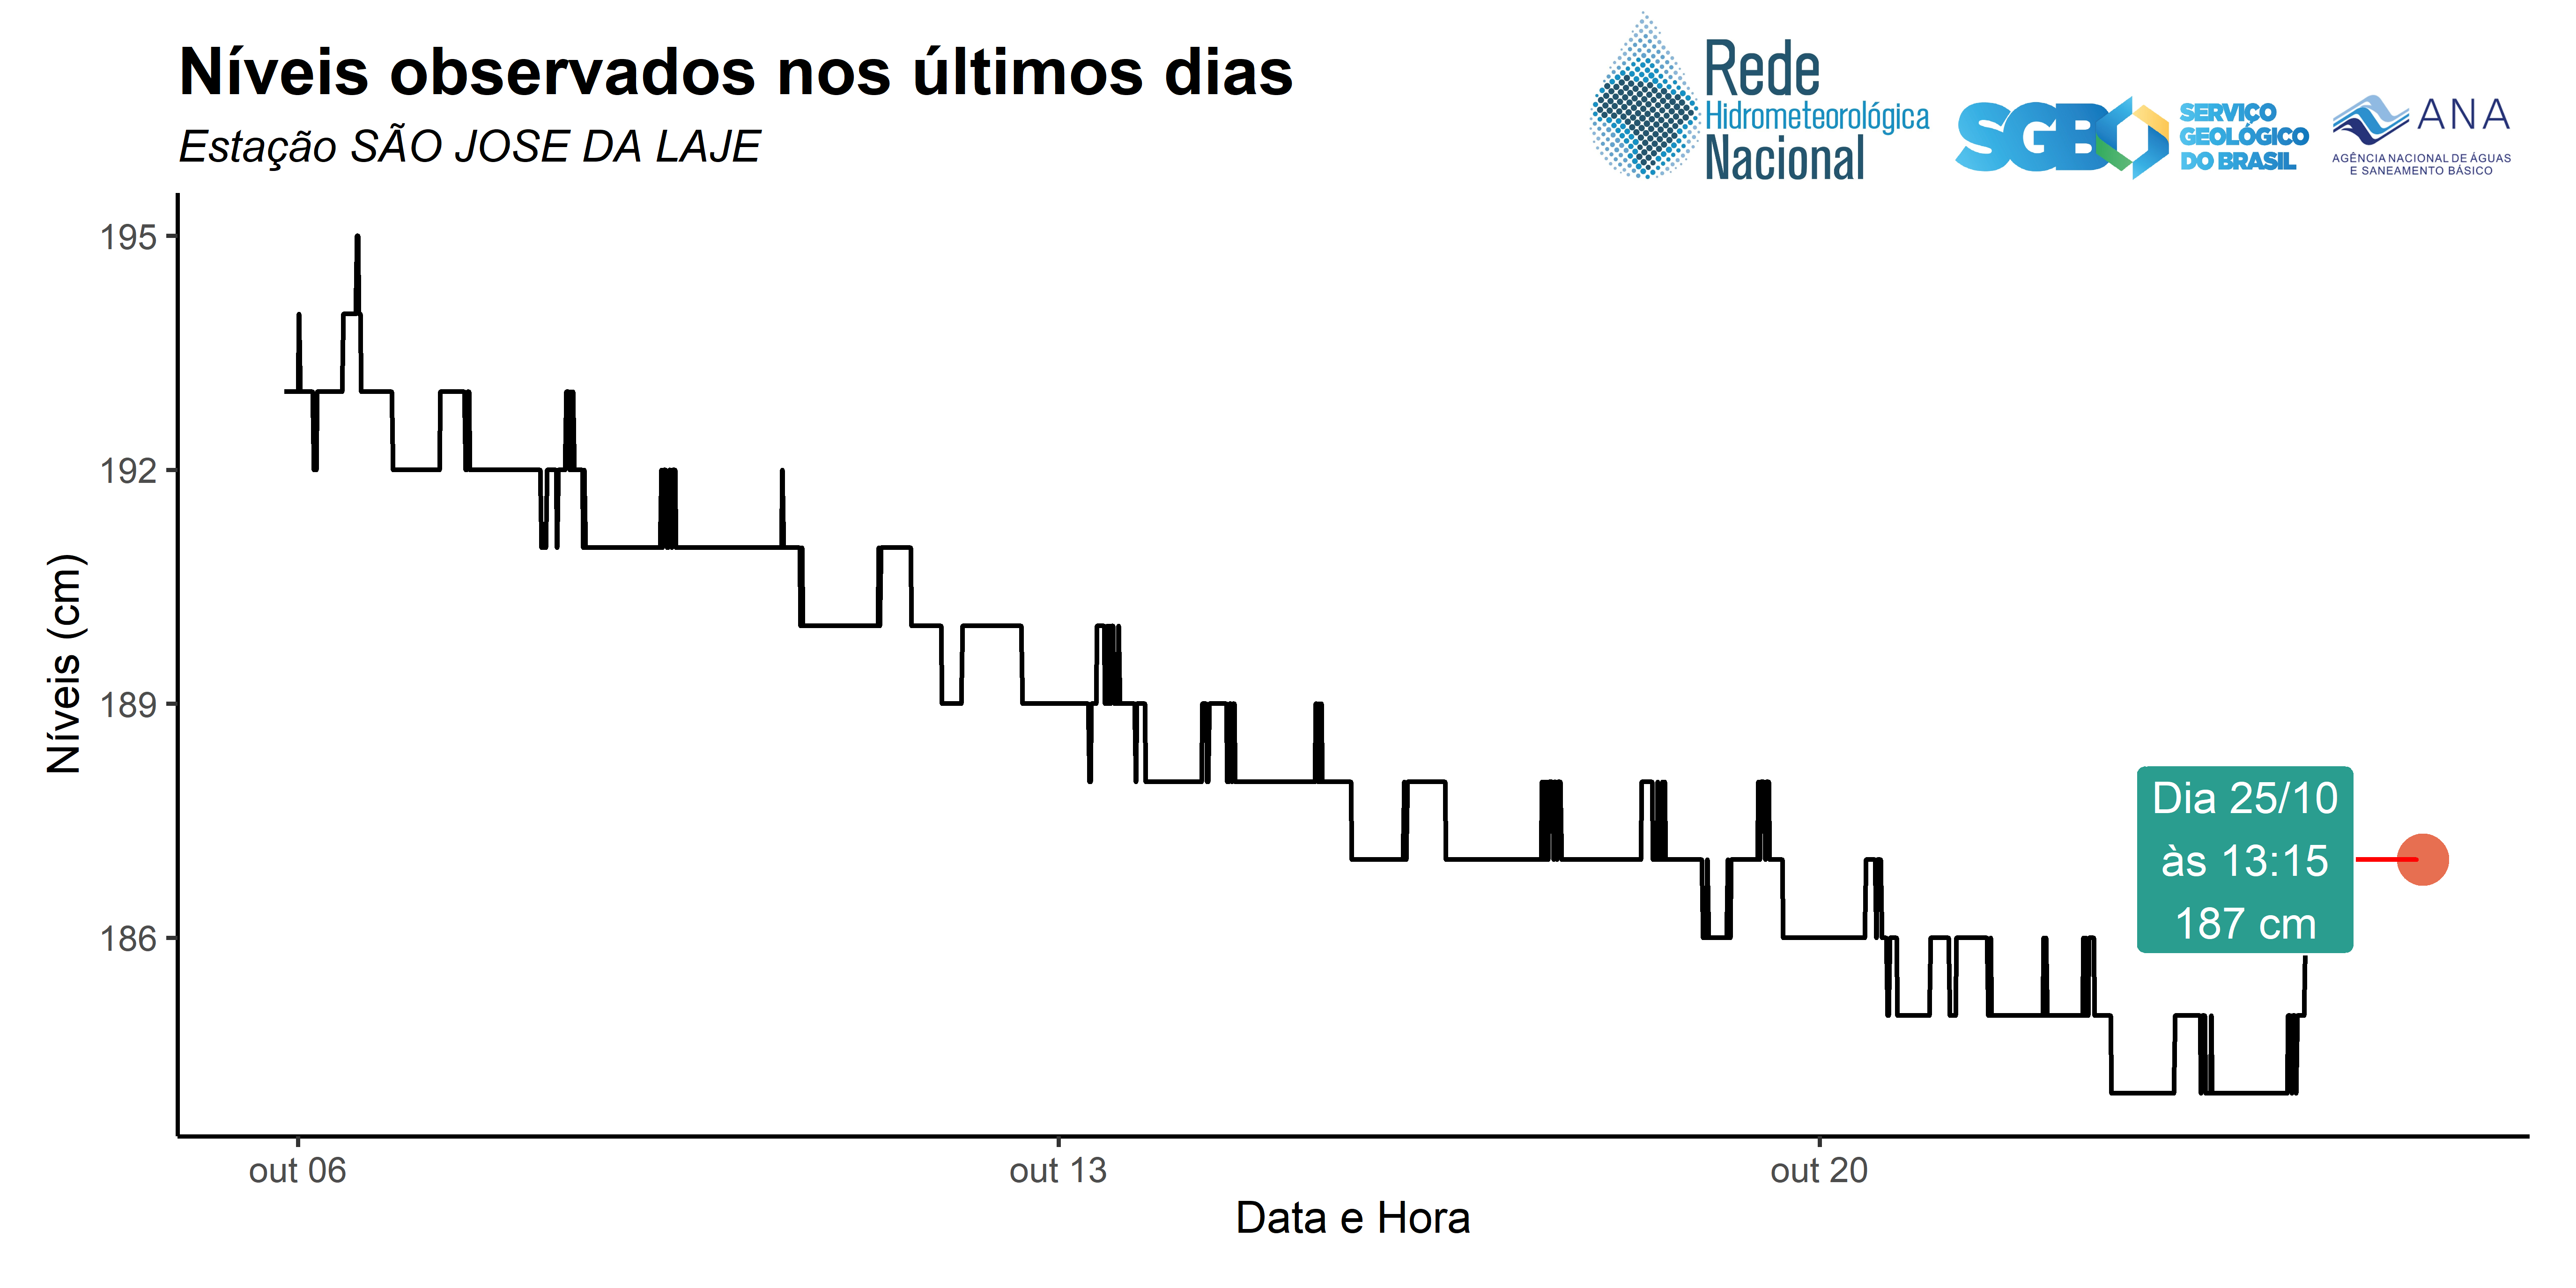 Níveis observados nos últimos dias
Estação SÃO JOSE DA LAJE
Rede
Hidrometeorológica
Nacional
SGB
SERVIÇO
GEOLÓGICO
DO BRASIL
ANA
AGÊNCIA NACIONAL DE ÁGUAS
E SANEAMENTO BÁSICO
Níveis (cm)
195
192
189
186
Dia 25/10
às 13:15
187 cm
out 06
out 13
out 20
Data e Hora